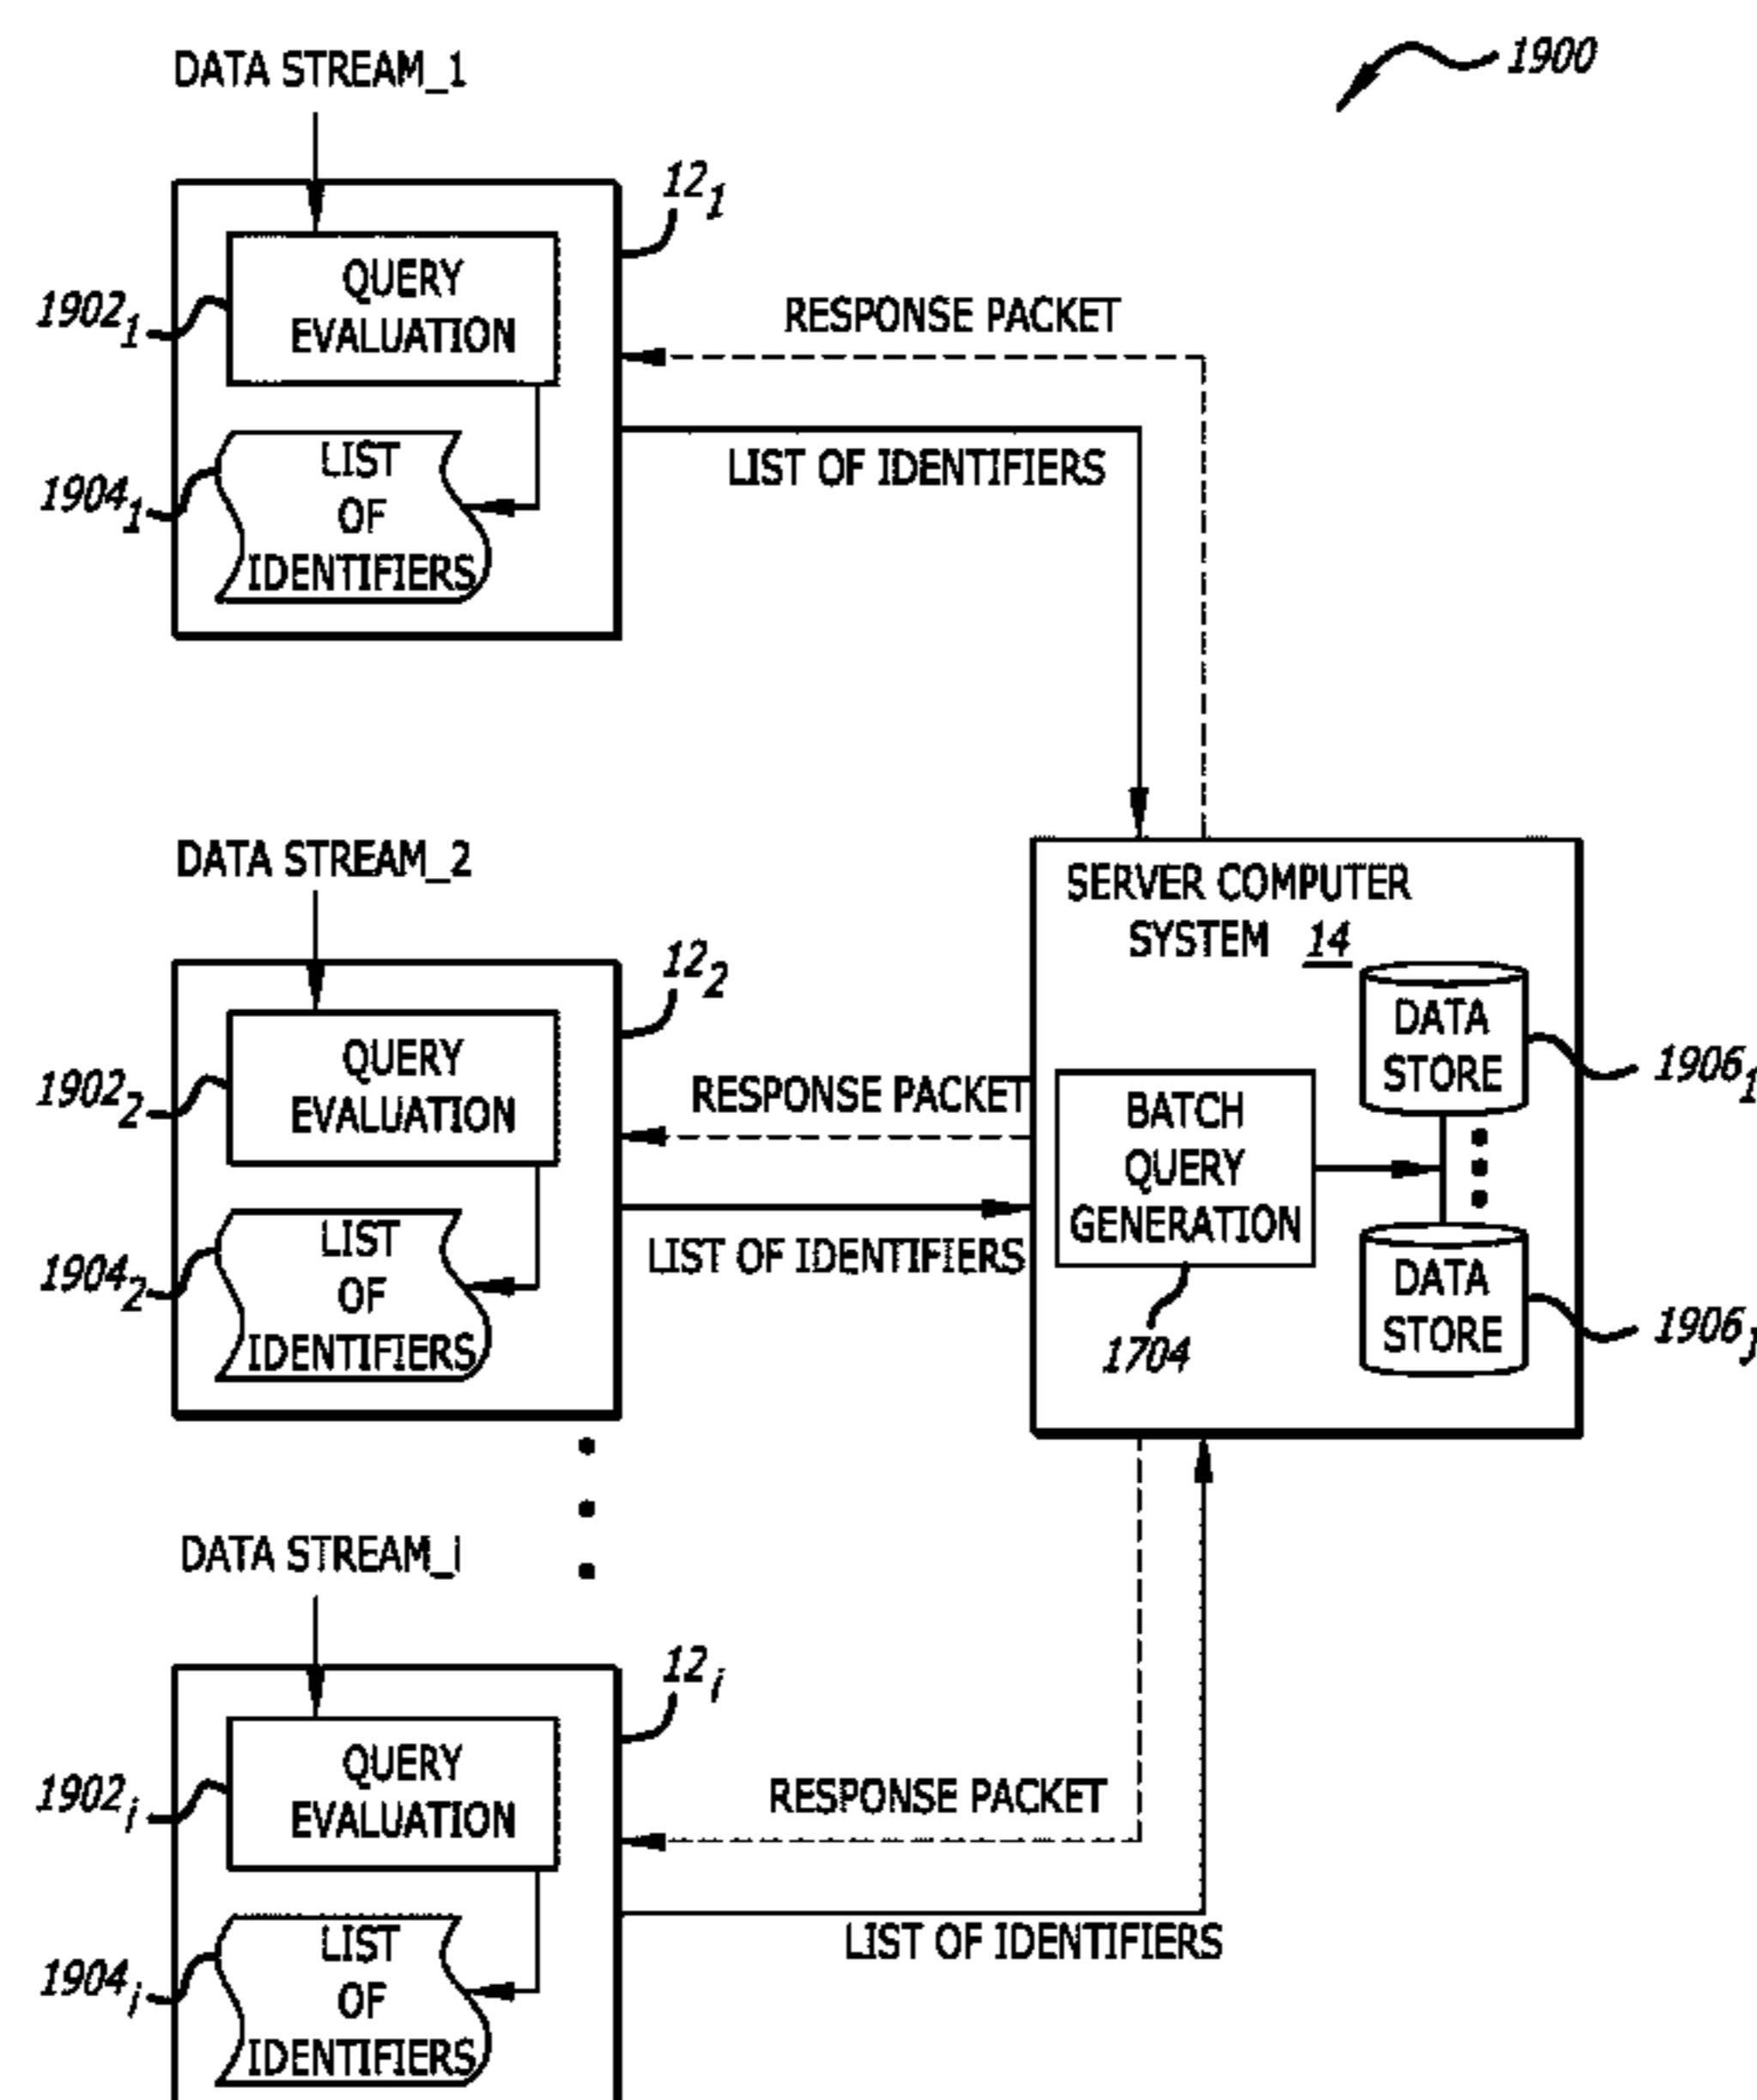 1900
DATA STREAM_1
12₁
QUERY
EVALUATION
1902₁
LIST
OF
IDENTIFIERS
1904₁
RESPONSE PACKET
LIST OF IDENTIFIERS
DATA STREAM_2
12₂
QUERY
EVALUATION
1902₂
LIST
OF
IDENTIFIERS
1904₂
RESPONSE PACKET
LIST OF IDENTIFIERS
SERVER COMPUTER
SYSTEM 14
DATA
STORE
1906₁
BATCH
QUERY
GENERATION
1704
DATA
STORE
1906ⱼ
DATA STREAM_i
12ᵢ
QUERY
EVALUATION
1902ᵢ
LIST
OF
IDENTIFIERS
1904ᵢ
RESPONSE PACKET
LIST OF IDENTIFIERS